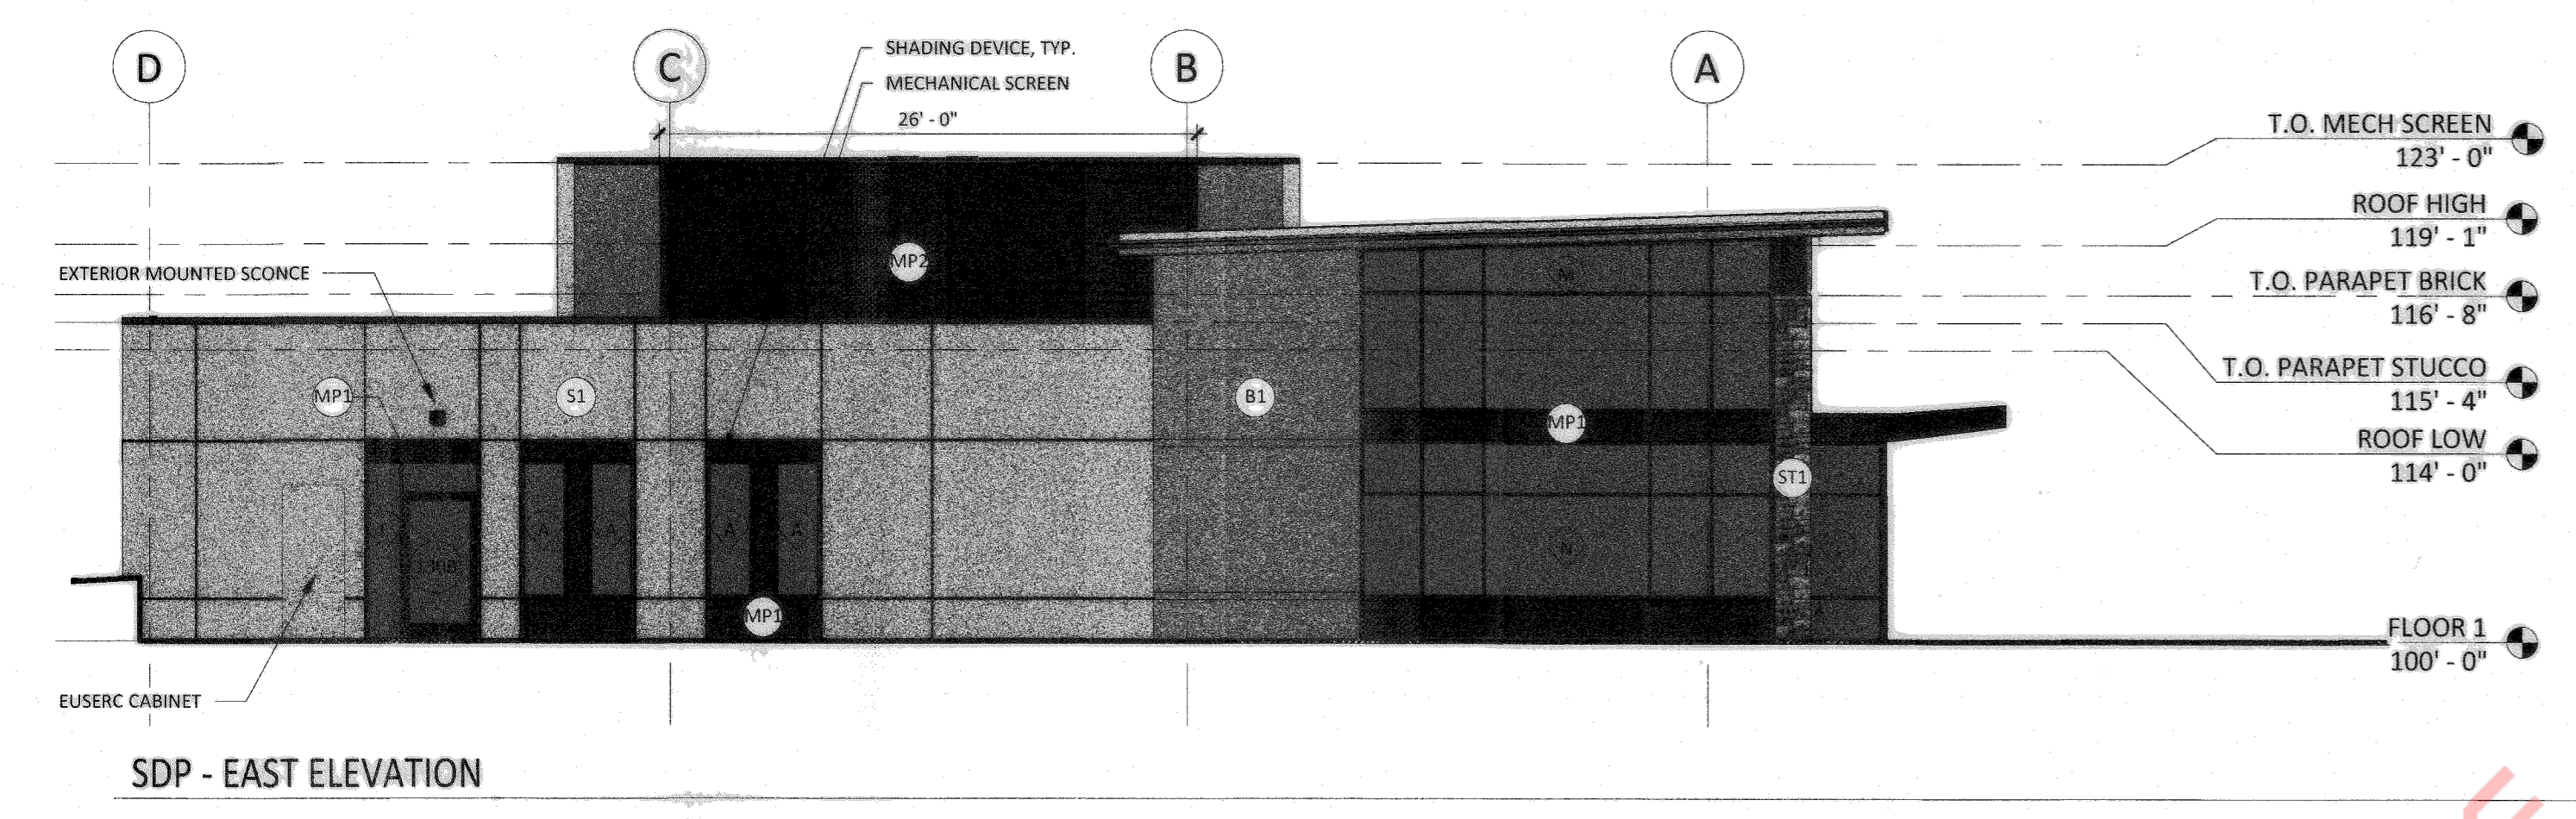 D
C
B
A
SHADING DEVICE, TYP.
MECHANICAL SCREEN
26' - 0"
T.O. MECH SCREEN
123' - 0"
ROOF HIGH
119' - 1"
T.O. PARAPET BRICK
116' - 8"
T.O. PARAPET STUCCO
115' - 4"
ROOF LOW
114' - 0"
FLOOR 1
100' - 0"
EXTERIOR MOUNTED SCONCE
MP2
M
MP1
S1
B1
MP1
ST1
A
A
A
A
N
MP1
EUSERC CABINET
SDP - EAST ELEVATION